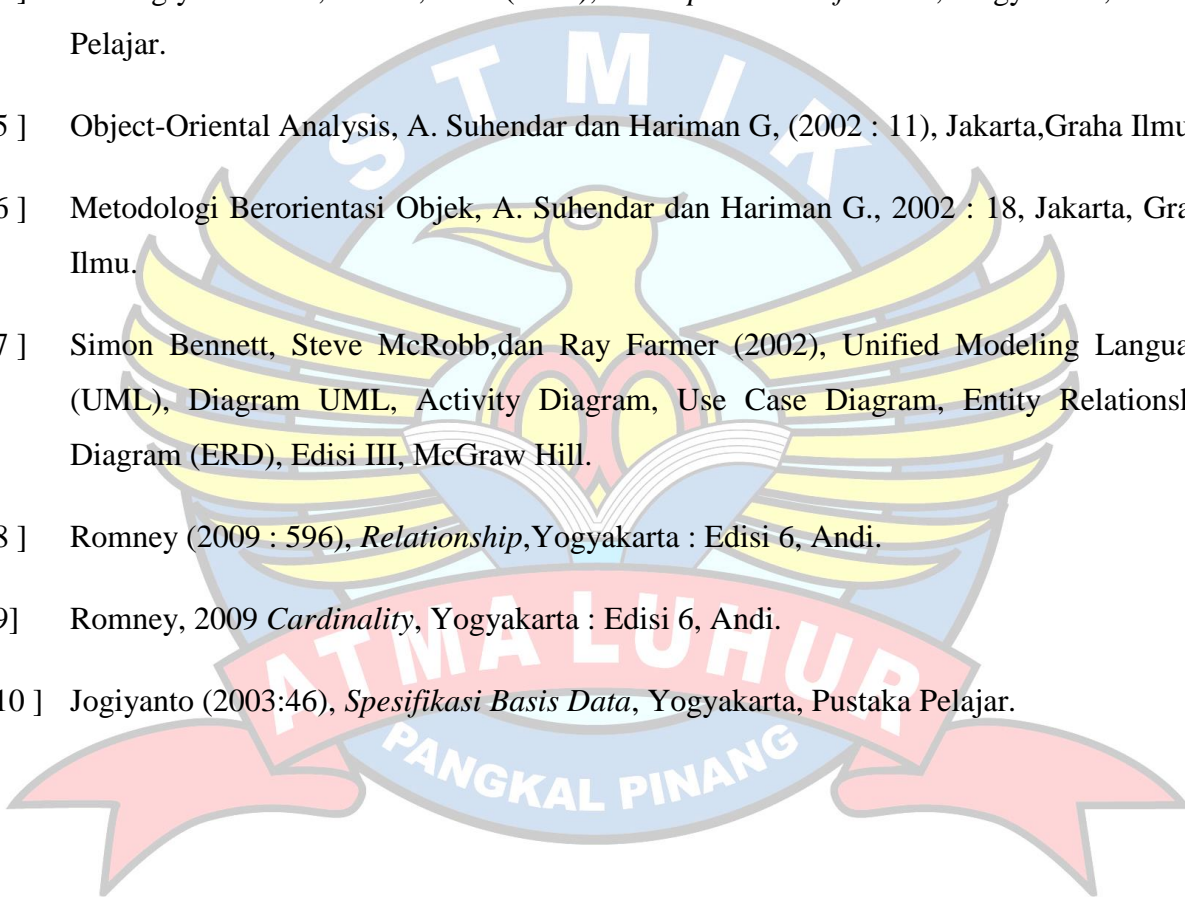 Pelajar.
5 ] Object-Oriental Analysis, A. Suhendar dan Hariman G, (2002 : 11), Jakarta,Graha Ilmu
6 ] Metodologi Berorientasi Objek, A. Suhendar dan Hariman G., 2002 : 18, Jakarta, Gra
Ilmu.
7 ] Simon Bennett, Steve McRobb,dan Ray Farmer (2002), Unified Modeling Langua
(UML), Diagram UML, Activity Diagram, Use Case Diagram, Entity Relationsh
Diagram (ERD), Edisi III, McGraw Hill.
8 ] Romney (2009 : 596), Relationship,Yogyakarta : Edisi 6, Andi.
9] Romney, 2009 Cardinality, Yogyakarta : Edisi 6, Andi.
10 ] Jogiyanto (2003:46), Spesifikasi Basis Data, Yogyakarta, Pustaka Pelajar.
STMIK
ATMA LUHUR
PANGKAL PINANG